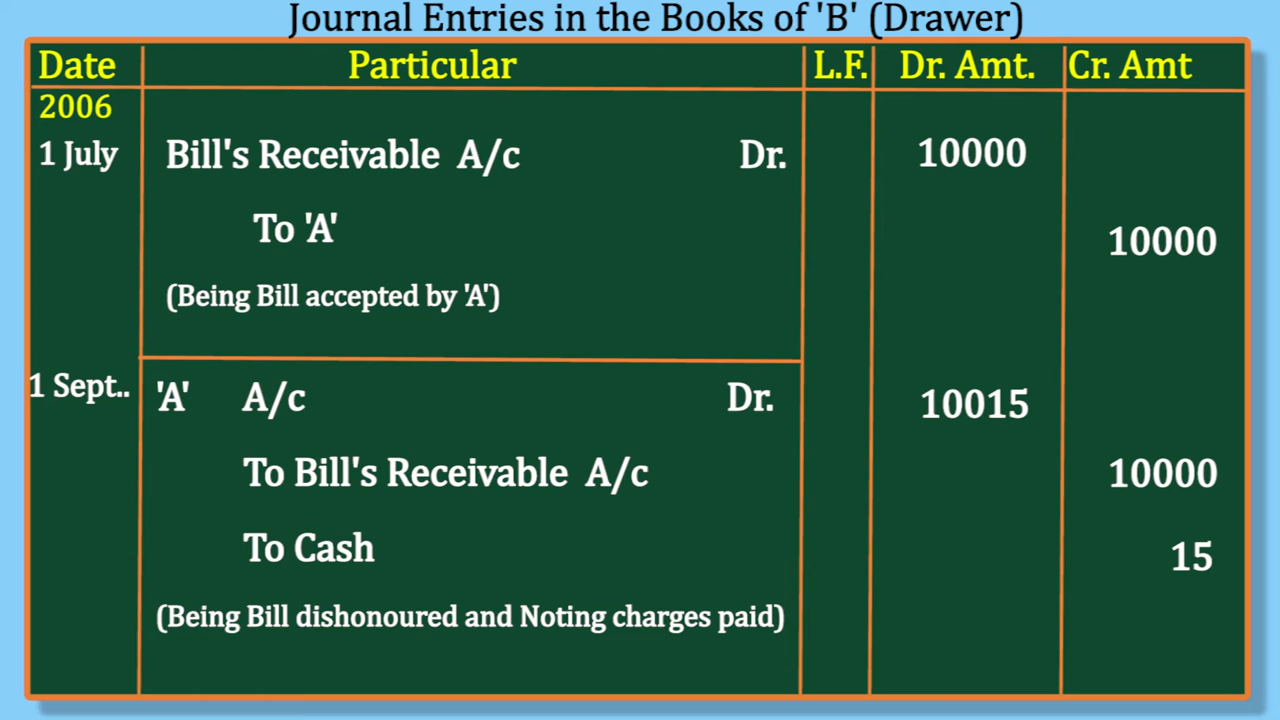 Journal Entries in the Books of 'B' (Drawer)
Date Particular L.F. Dr. Amt. Cr. Amt
2006
1 July Bill's Receivable A/c Dr. 10000
To 'A' 10000
(Being Bill accepted by 'A')
1 Sept.. 'A' A/c Dr. 10015
To Bill's Receivable A/c 10000
To Cash 15
(Being Bill dishonoured and Noting charges paid)